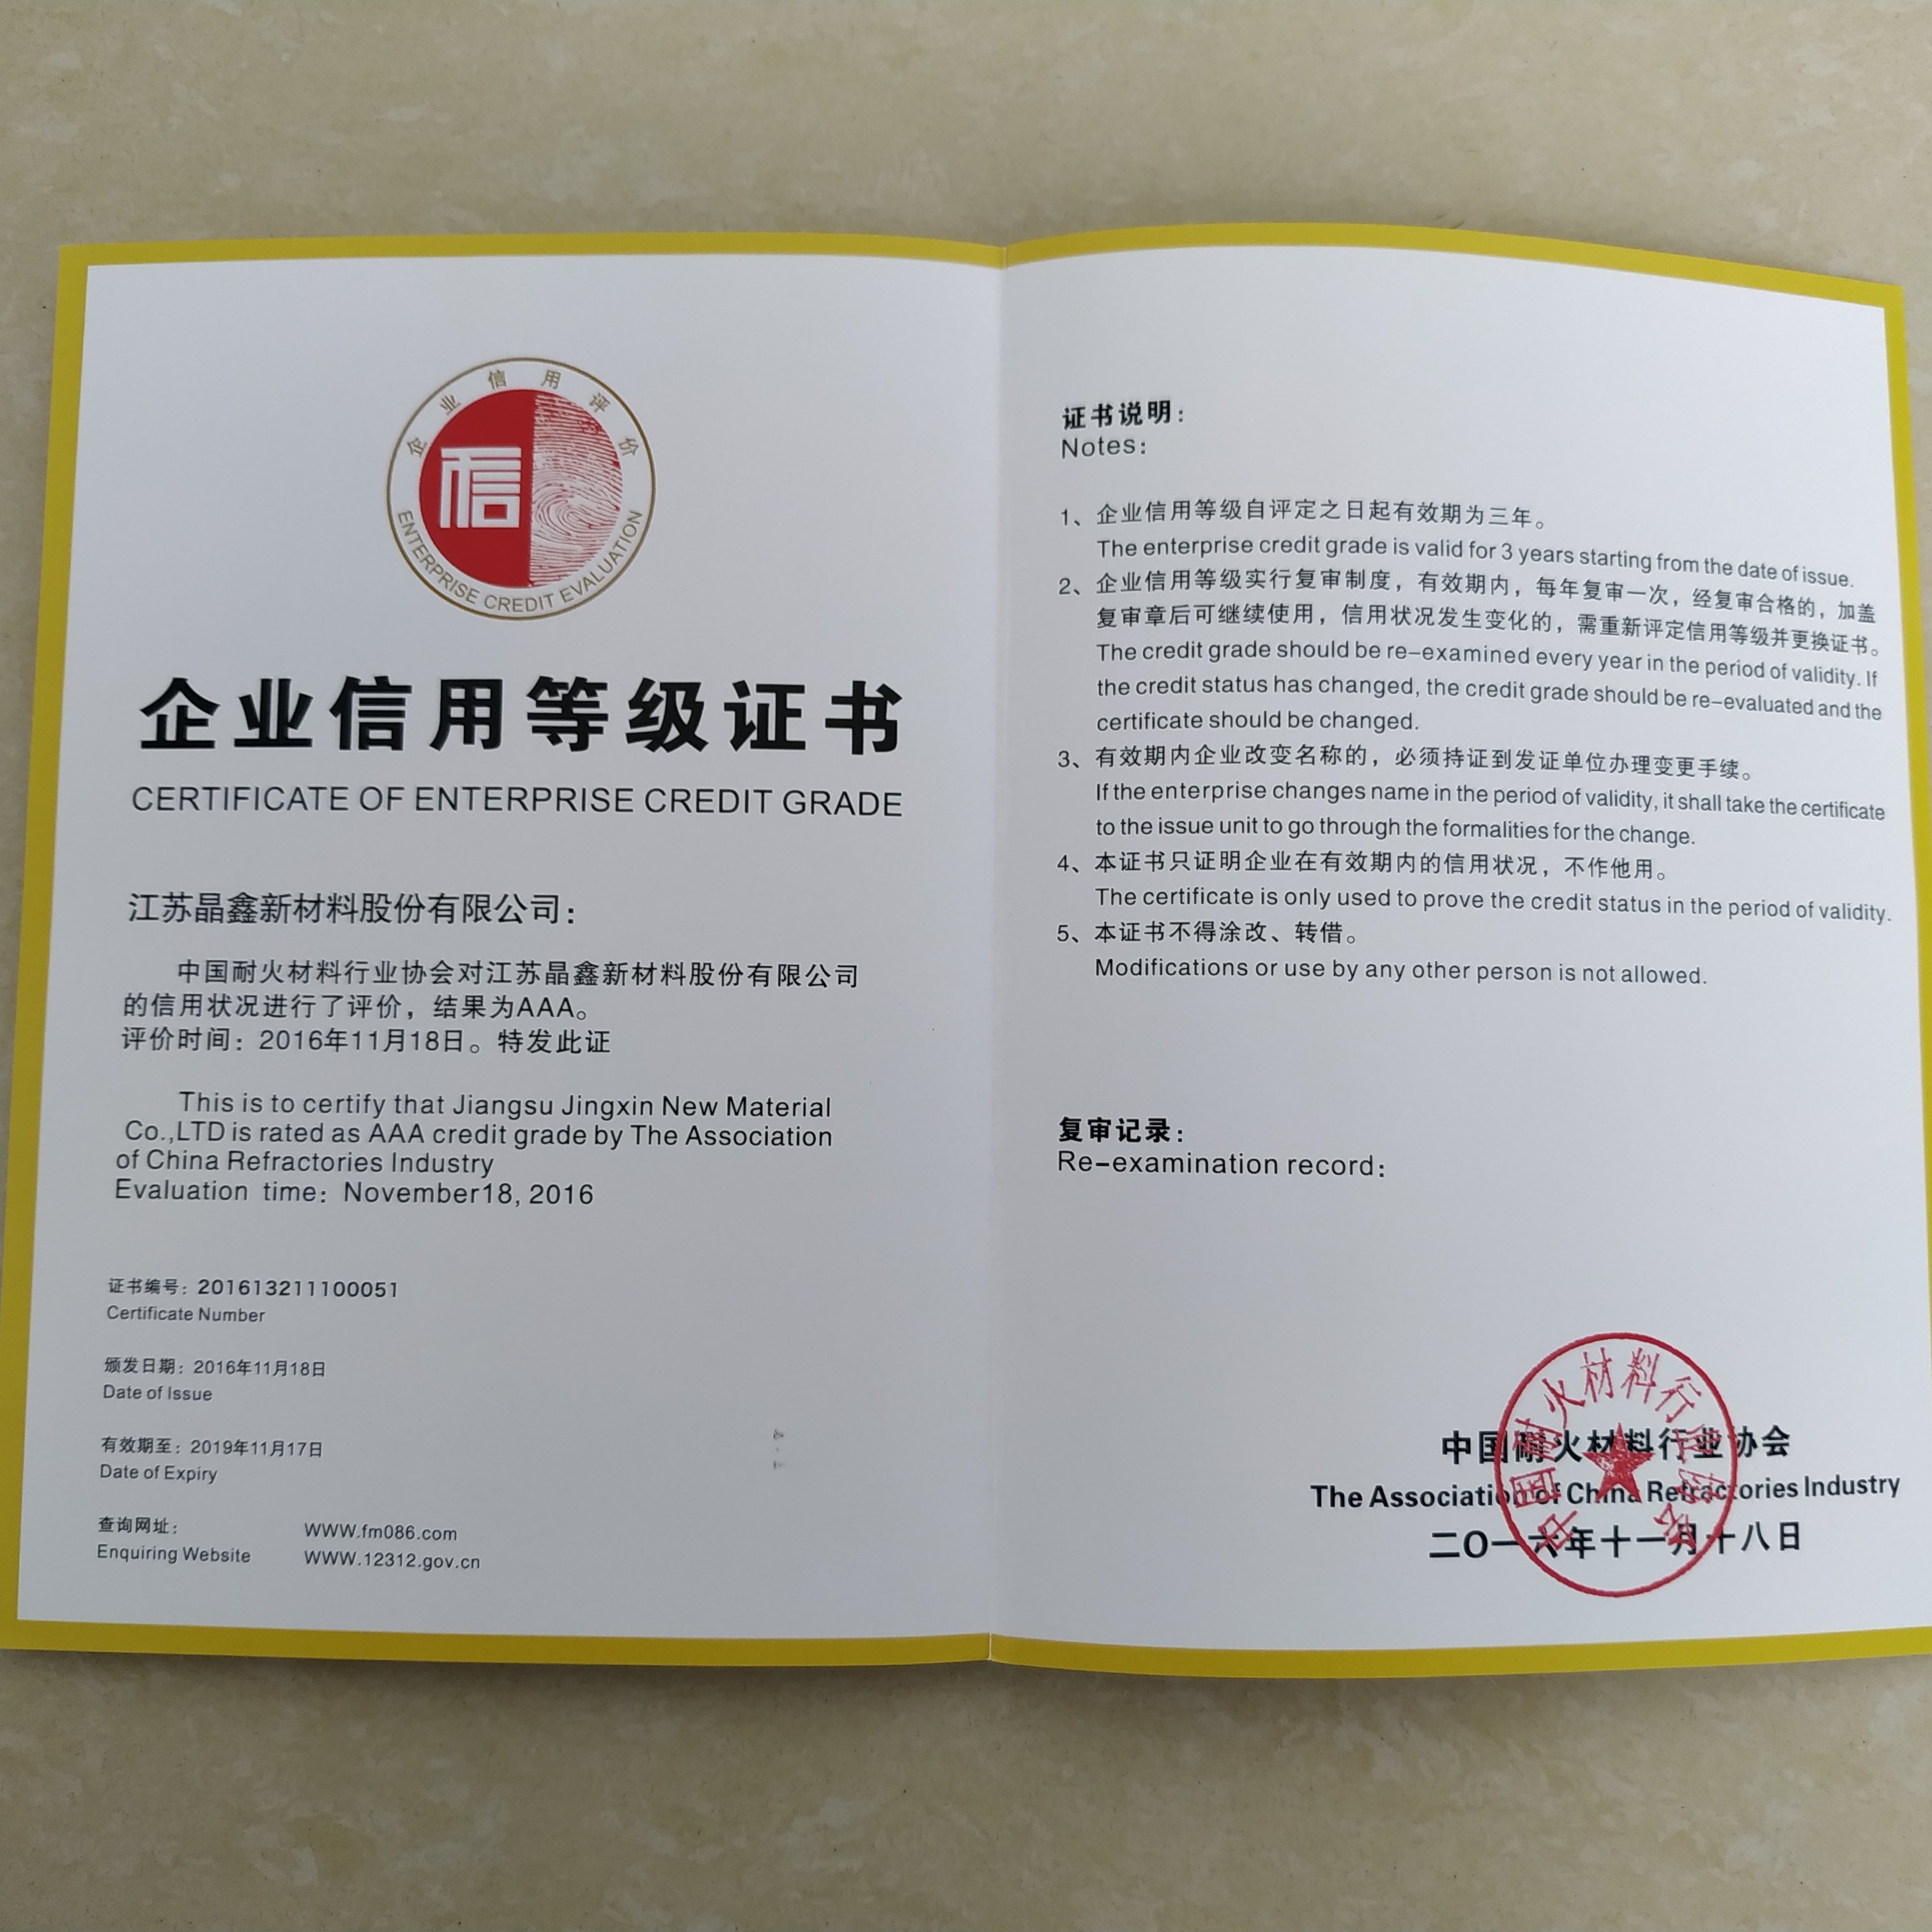 企业信用评价
信
ENTERPRISE CREDIT EVALUATION
企业信用等级证书
CERTIFICATE OF ENTERPRISE CREDIT GRADE
江苏晶鑫新材料股份有限公司：
中国耐火材料行业协会对江苏晶鑫新材料股份有限公司
的信用状况进行了评价，结果为AAA。
评价时间：2016年11月18日。特发此证
This is to certify that Jiangsu Jingxin New Material
Co.,LTD is rated as AAA credit grade by The Association
of China Refractories Industry
Evaluation time：November18, 2016
证书编号：201613211100051
Certificate Number
颁发日期：2016年11月18日
Date of Issue
有效期至：2019年11月17日
Date of Expiry
查询网址：
WWW.fm086.com
Enquiring Website
WWW.12312.gov.cn
证书说明：
Notes：
1、企业信用等级自评定之日起有效期为三年。
The enterprise credit grade is valid for 3 years starting from the date of issue.
2、企业信用等级实行复审制度，有效期内，每年复审一次，经复审合格的，加盖
复审章后可继续使用，信用状况发生变化的，需重新评定信用等级并更换证书。
The credit grade should be re-examined every year in the period of validity. If
the credit status has changed, the credit grade should be re-evaluated and the
certificate should be changed.
3、有效期内企业改变名称的，必须持证到发证单位办理变更手续。
If the enterprise changes name in the period of validity, it shall take the certificate
to the issue unit to go through the formalities for the change.
4、本证书只证明企业在有效期内的信用状况，不作他用。
The certificate is only used to prove the credit status in the period of validity.
5、本证书不得涂改、转借。
Modifications or use by any other person is not allowed.
复审记录：
Re-examination record：
中国耐火材料行业协会
The Association of China Refractories Industry
二〇一六年十一月十八日
中国耐火材料行业协会